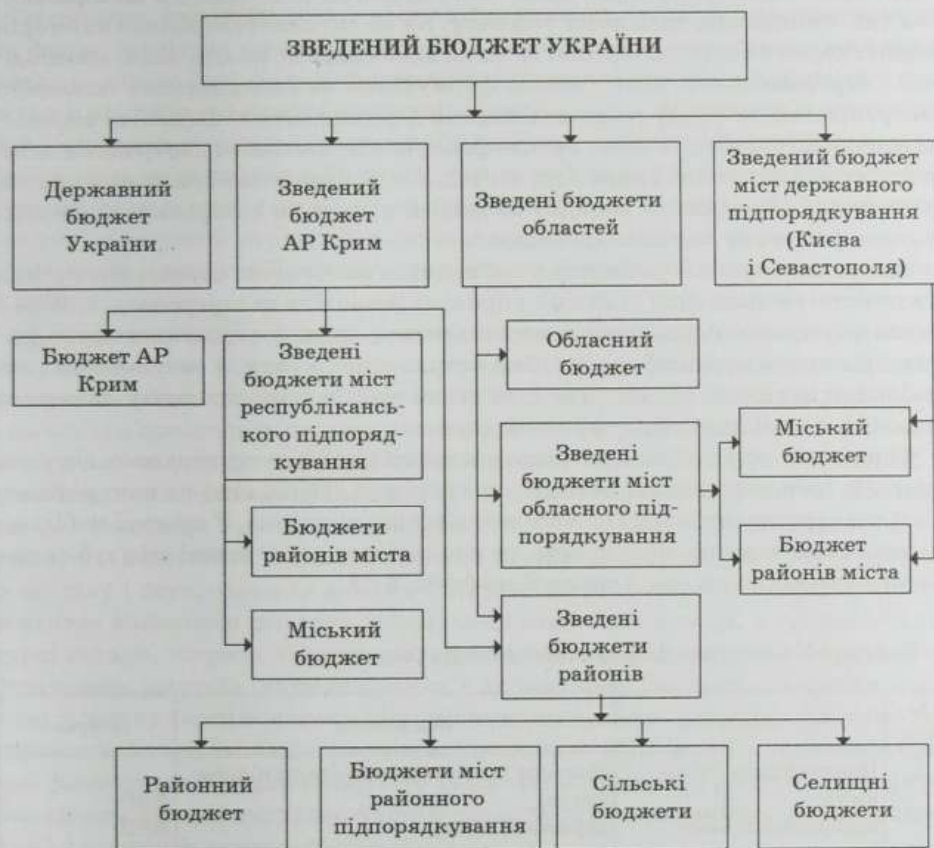 ЗВЕДЕНИЙ БЮДЖЕТ УКРАЇНИ
Державний
бюджет
України
Зведений
бюджет
АР Крим
Зведені бюджети
областей
Зведений бюджет
міст державного
підпорядкування
(Києва
і Севастополя)
Бюджет АР
Крим
Зведені
бюджети міст
республікансь-
кого підпоряд-
кування
Обласний
бюджет
Зведені
бюджети міст
обласного під-
порядкування
Міський
бюджет
Бюджети
районів міста
Бюджет
районів міста
Міський
бюджет
Зведені
бюджети
районів
Районний
бюджет
Бюджети міст
районного
підпорядкування
Сільські
бюджети
Селищні
бюджети